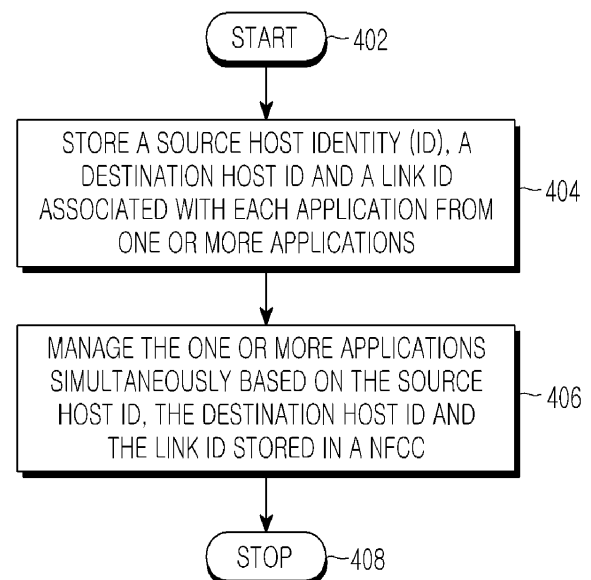 START
402
STORE A SOURCE HOST IDENTITY (ID), A
DESTINATION HOST ID AND A LINK ID
ASSOCIATED WITH EACH APPLICATION FROM
ONE OR MORE APPLICATIONS
404
MANAGE THE ONE OR MORE APPLICATIONS
SIMULTANEOUSLY BASED ON THE SOURCE
HOST ID, THE DESTINATION HOST ID AND
THE LINK ID STORED IN A NFCC
406
STOP
408